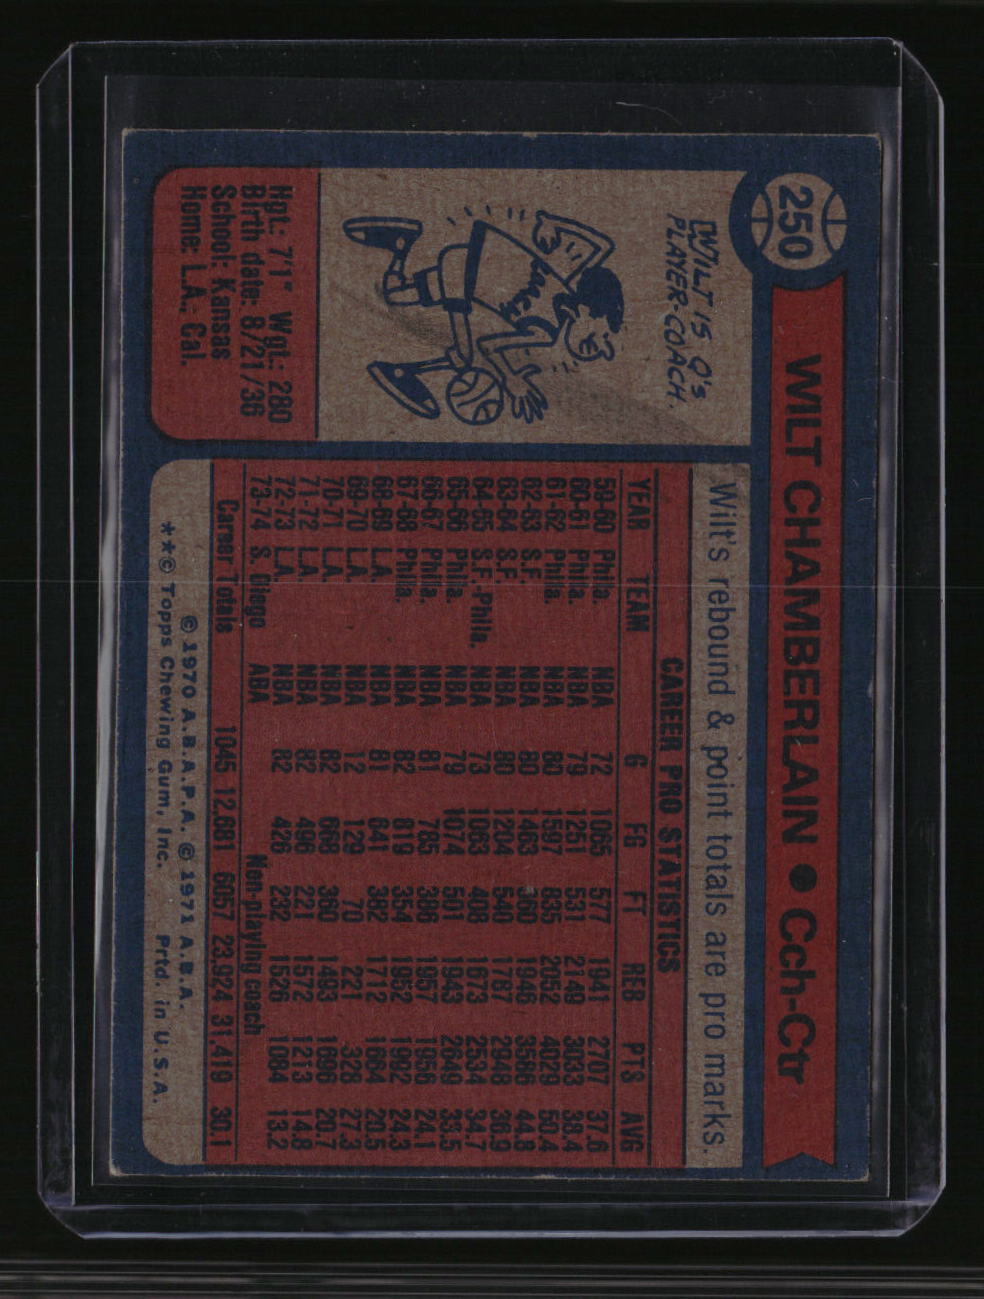 250
WILT CHAMBERLAIN ● Cch-Ctr
WILT IS Q's
PLAYER-COACH.
Hgt.: 7'1" Wgt.: 280
Birth date: 8/21/36
School: Kansas
Home: L.A., Cal.
Wilt's rebound & point totals are pro marks.
CAREER PRO STATISTICS
YEAR TEAM G FG FT REB PTS AVG
59-60 Phila. NBA 72 1065 577 1941 2707 37.6
60-61 Phila. NBA 79 1251 531 2149 3033 38.4
61-62 Phila. NBA 80 1597 835 2052 4029 50.4
62-63 S.F. NBA 80 1463 660 1946 3586 44.8
63-64 S.F. NBA 80 1204 540 1787 2948 36.9
64-65 S.F.-Phila. NBA 73 1063 408 1673 2534 34.7
65-66 Phila. NBA 79 1074 501 1943 2649 33.5
66-67 Phila. NBA 81 785 386 1957 1956 24.1
67-68 Phila. NBA 82 819 354 1952 1992 24.3
68-69 L.A. NBA 81 641 382 1712 1664 20.5
69-70 L.A. NBA 12 129 70 221 328 27.3
70-71 L.A. NBA 82 668 360 1493 1696 20.7
71-72 L.A. NBA 82 496 221 1572 1213 14.8
72-73 L.A. NBA 82 426 232 1526 1084 13.2
73-74 S. Diego ABA Non-playing coach
Career Totals 1045 12,681 6057 23,924 31,419 30.1
© 1970 A.B.A.P.A. © 1971 A.B.A.
**© Topps Chewing Gum, Inc. Prtd. in U.S.A.